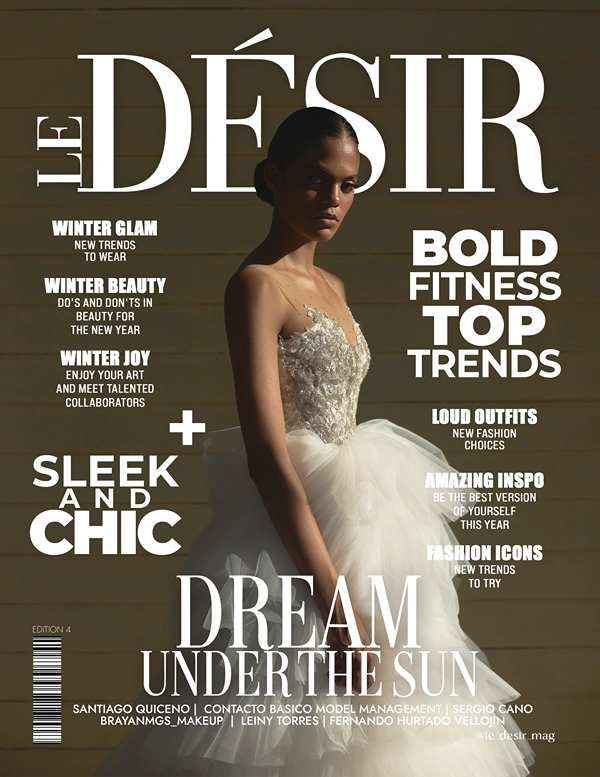 LE DÉSIR
WINTER GLAM
NEW TRENDS
TO WEAR
WINTER BEAUTY
DO'S AND DON'TS IN
BEAUTY FOR
THE NEW YEAR
WINTER JOY
ENJOY YOUR ART
AND MEET TALENTED
COLLABORATORS
+
SLEEK
AND
CHIC
BOLD
FITNESS
TOP
TRENDS
LOUD OUTFITS
NEW FASHION
CHOICES
AMAZING INSPO
BE THE BEST VERSION
OF YOURSELF
THIS YEAR
FASHION ICONS
NEW TRENDS
TO TRY
DREAM
UNDER THE SUN
EDITION 4
SANTIAGO QUICENO | CONTACTO BASICO MODEL MANAGEMENT | SERGIO CANO
BRAYANMGS_MAKEUP | LEINY TORRES | FERNANDO HURTADO VELLOJÍN
@le_desir_mag